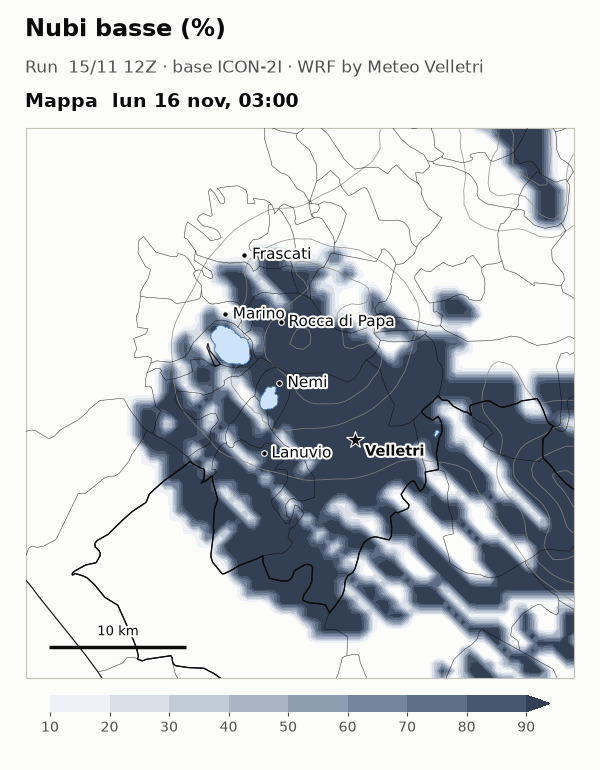 Nubi basse (%)
Run  15/11 12Z · base ICON-2I · WRF by Meteo Velletri
Mappa  lun 16 nov, 03:00
Frascati
Marino
Rocca di Papa
Nemi
Velletri
Lanuvio
10 km
10 20 30 40 50 60 70 80 90